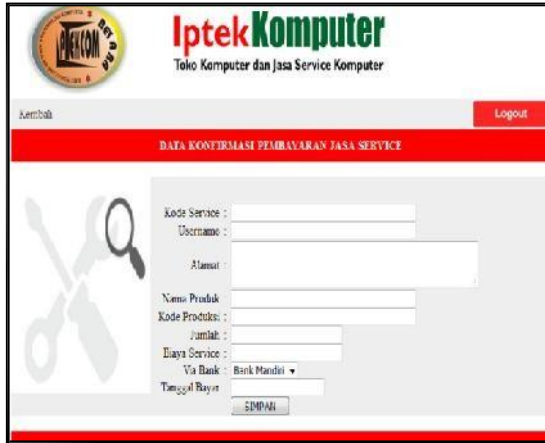 IPTEKCOM
IptekKomputer
Toko Komputer dan Jasa Service Komputer
Kembali
Logout
DATA KONFIRMASI PEMBAYARAN JASA SERVICE
Kode Service :
Username :
Alamat :
Nama Produk :
Kode Produksi :
Jumlah :
Biaya Service :
Via Bank : Bank Mandiri
Tanggal Bayar :
SIMPAN